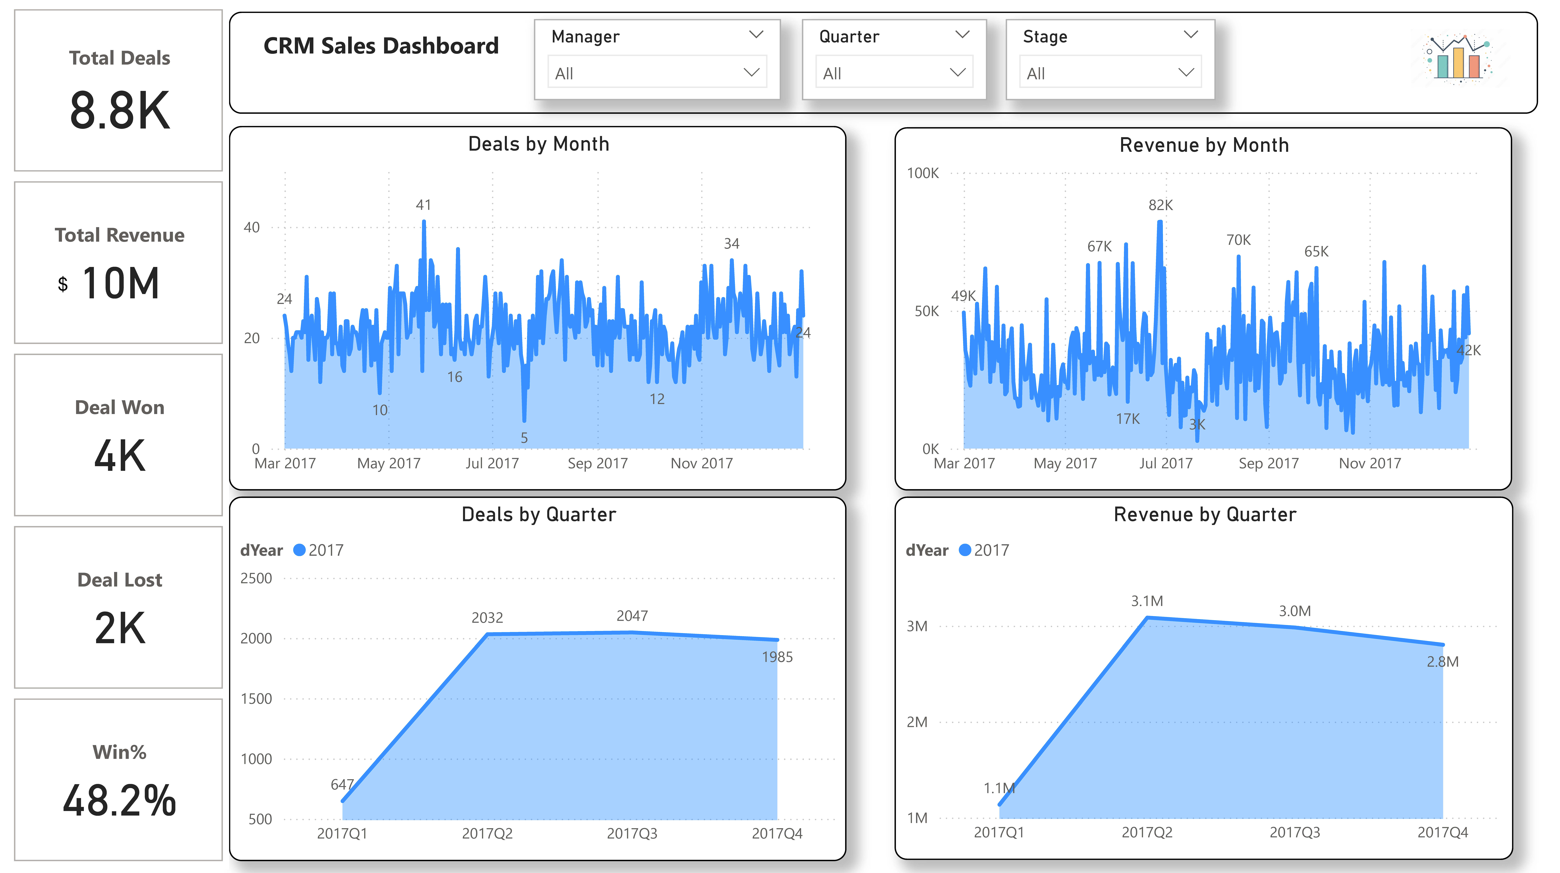 Total Deals
8.8K
Total Revenue
$ 10M
Deal Won
4K
Deal Lost
2K
Win%
48.2%
CRM Sales Dashboard
Manager
All
Quarter
All
Stage
All
Deals by Month
40
20
0
24
41
10
16
5
12
34
24
Mar 2017 May 2017 Jul 2017 Sep 2017 Nov 2017
Revenue by Month
100K
50K
0K
49K
67K
17K
82K
3K
70K
65K
42K
Mar 2017 May 2017 Jul 2017 Sep 2017 Nov 2017
Deals by Quarter
dYear 2017
2500
2000
1500
1000
500
647
2032
2047
1985
2017Q1 2017Q2 2017Q3 2017Q4
Revenue by Quarter
dYear 2017
3M
2M
1M
1.1M
3.1M
3.0M
2.8M
2017Q1 2017Q2 2017Q3 2017Q4